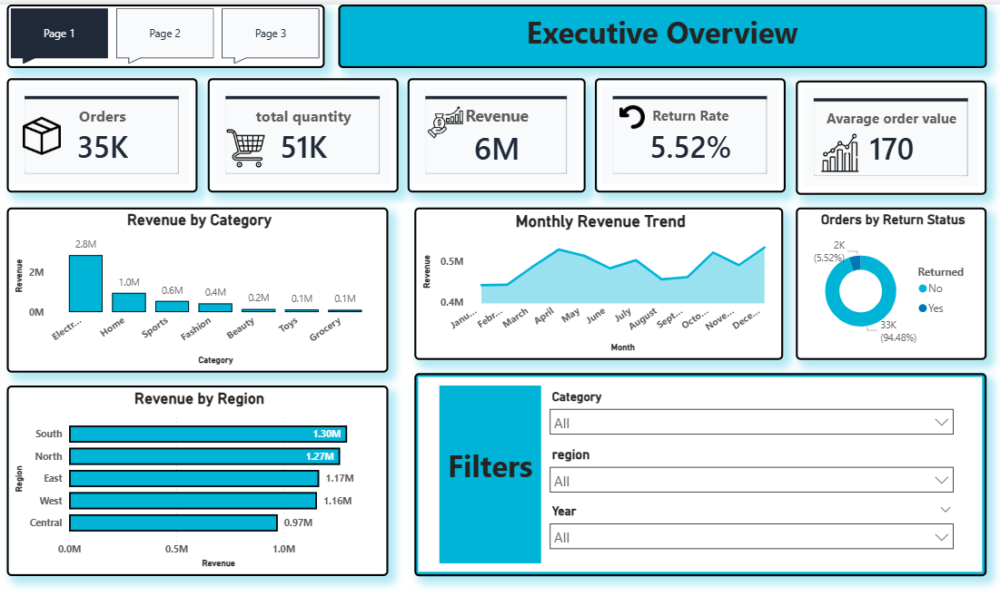 Page 1
Page 2
Page 3
Executive Overview
Orders
35K
total quantity
51K
Revenue
6M
Return Rate
5.52%
Avarage order value
170
Revenue by Category
Revenue
2M
0M
2.8M
1.0M
0.6M
0.4M
0.2M
0.1M
0.1M
Electr...
Home
Sports
Fashion
Beauty
Toys
Grocery
Category
Monthly Revenue Trend
Revenue
0.5M
0.4M
Janu...
Febr...
March
April
May
June
July
August
Sept...
Octo...
Nove...
Dece...
Month
Orders by Return Status
2K
(5.52%)
33K
(94.48%)
Returned
No
Yes
Revenue by Region
Region
South
1.30M
North
1.27M
East
1.17M
West
1.16M
Central
0.97M
0.0M
0.5M
1.0M
Revenue
Filters
Category
All
region
All
Year
All